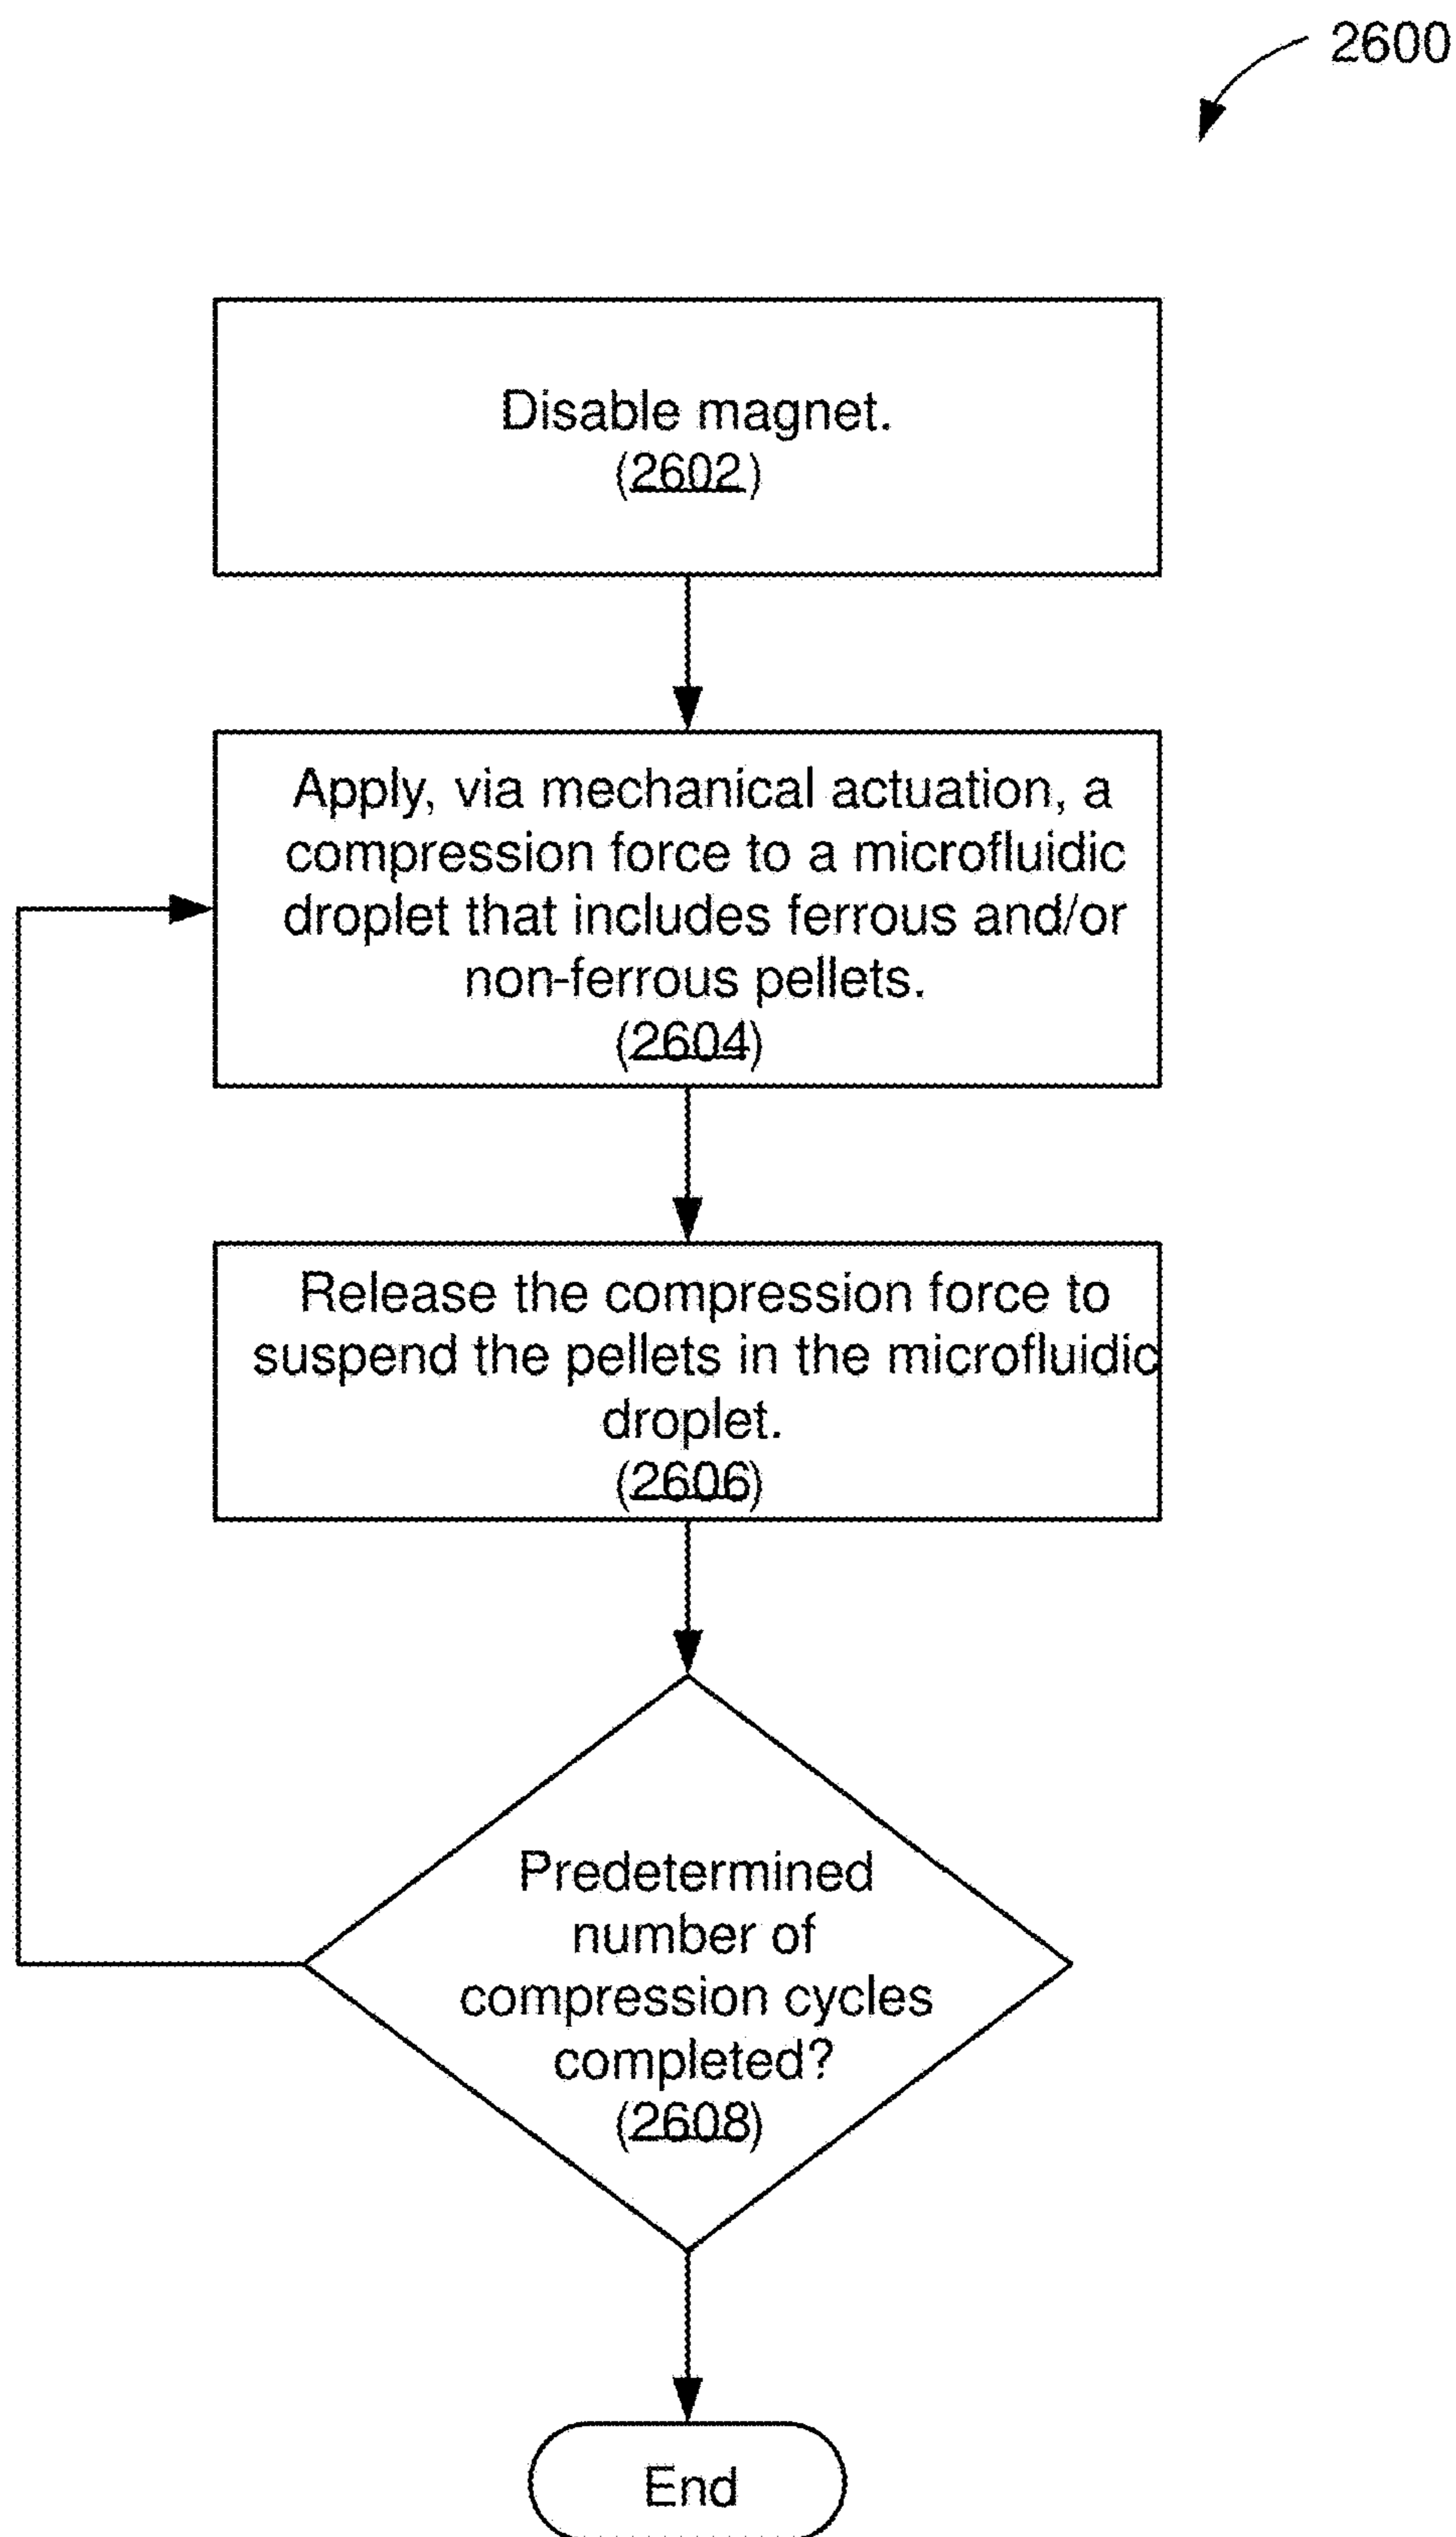 2600
Disable magnet.
(2602)
Apply, via mechanical actuation, a
compression force to a microfluidic
droplet that includes ferrous and/or
non-ferrous pellets.
(2604)
Release the compression force to
suspend the pellets in the microfluidic
droplet.
(2606)
Predetermined
number of
compression cycles
completed?
(2608)
End